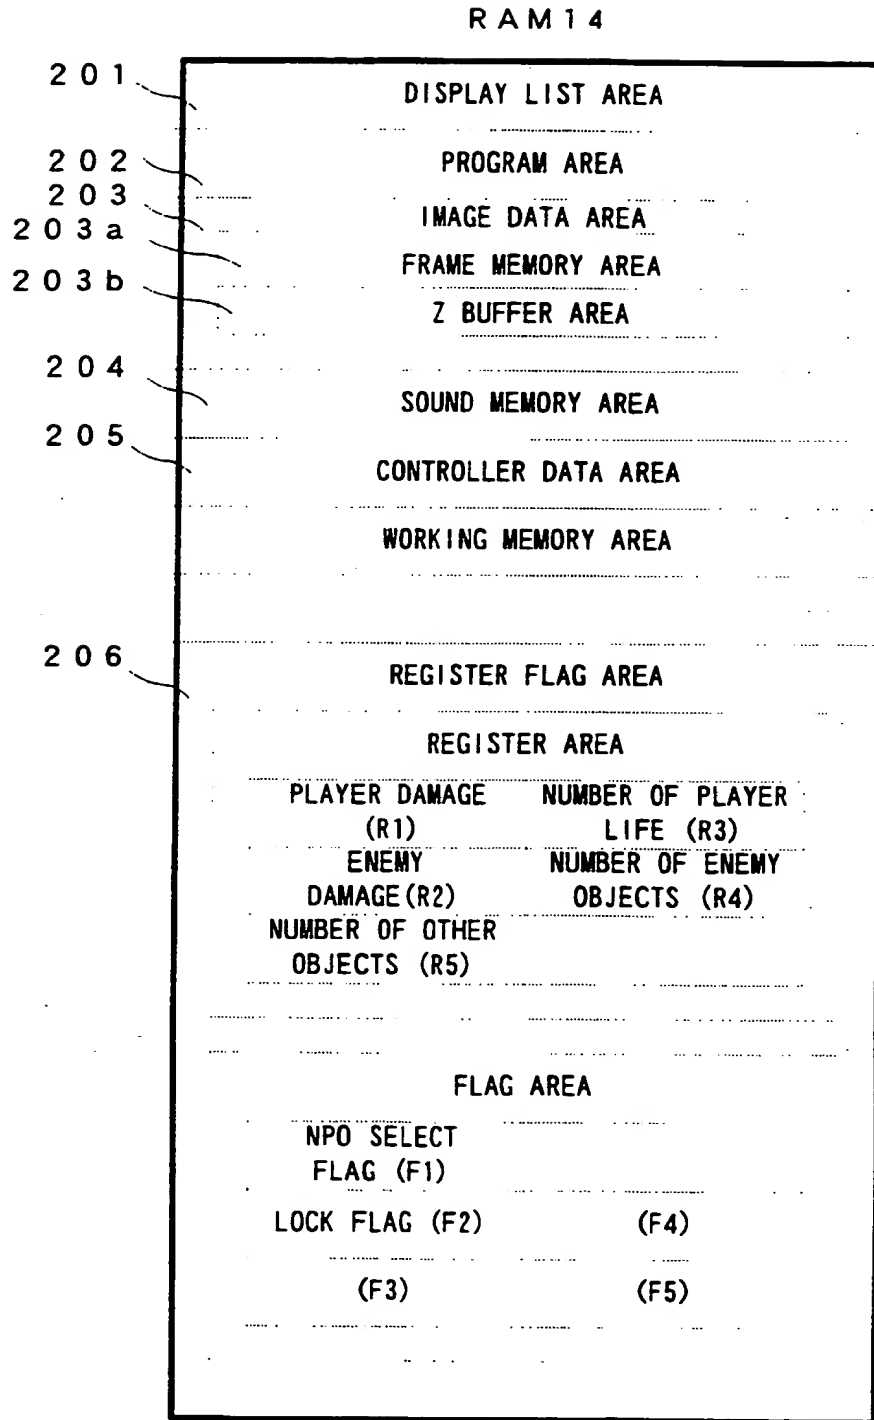 RAM14
201
DISPLAY LIST AREA
202
PROGRAM AREA
203
IMAGE DATA AREA
203a
FRAME MEMORY AREA
203b
Z BUFFER AREA
204
SOUND MEMORY AREA
205
CONTROLLER DATA AREA
WORKING MEMORY AREA
206
REGISTER FLAG AREA
REGISTER AREA
PLAYER DAMAGE NUMBER OF PLAYER
(R1) LIFE (R3)
ENEMY NUMBER OF ENEMY
DAMAGE(R2) OBJECTS (R4)
NUMBER OF OTHER
OBJECTS (R5)
FLAG AREA
NPO SELECT
FLAG (F1)
LOCK FLAG (F2) (F4)
(F3) (F5)